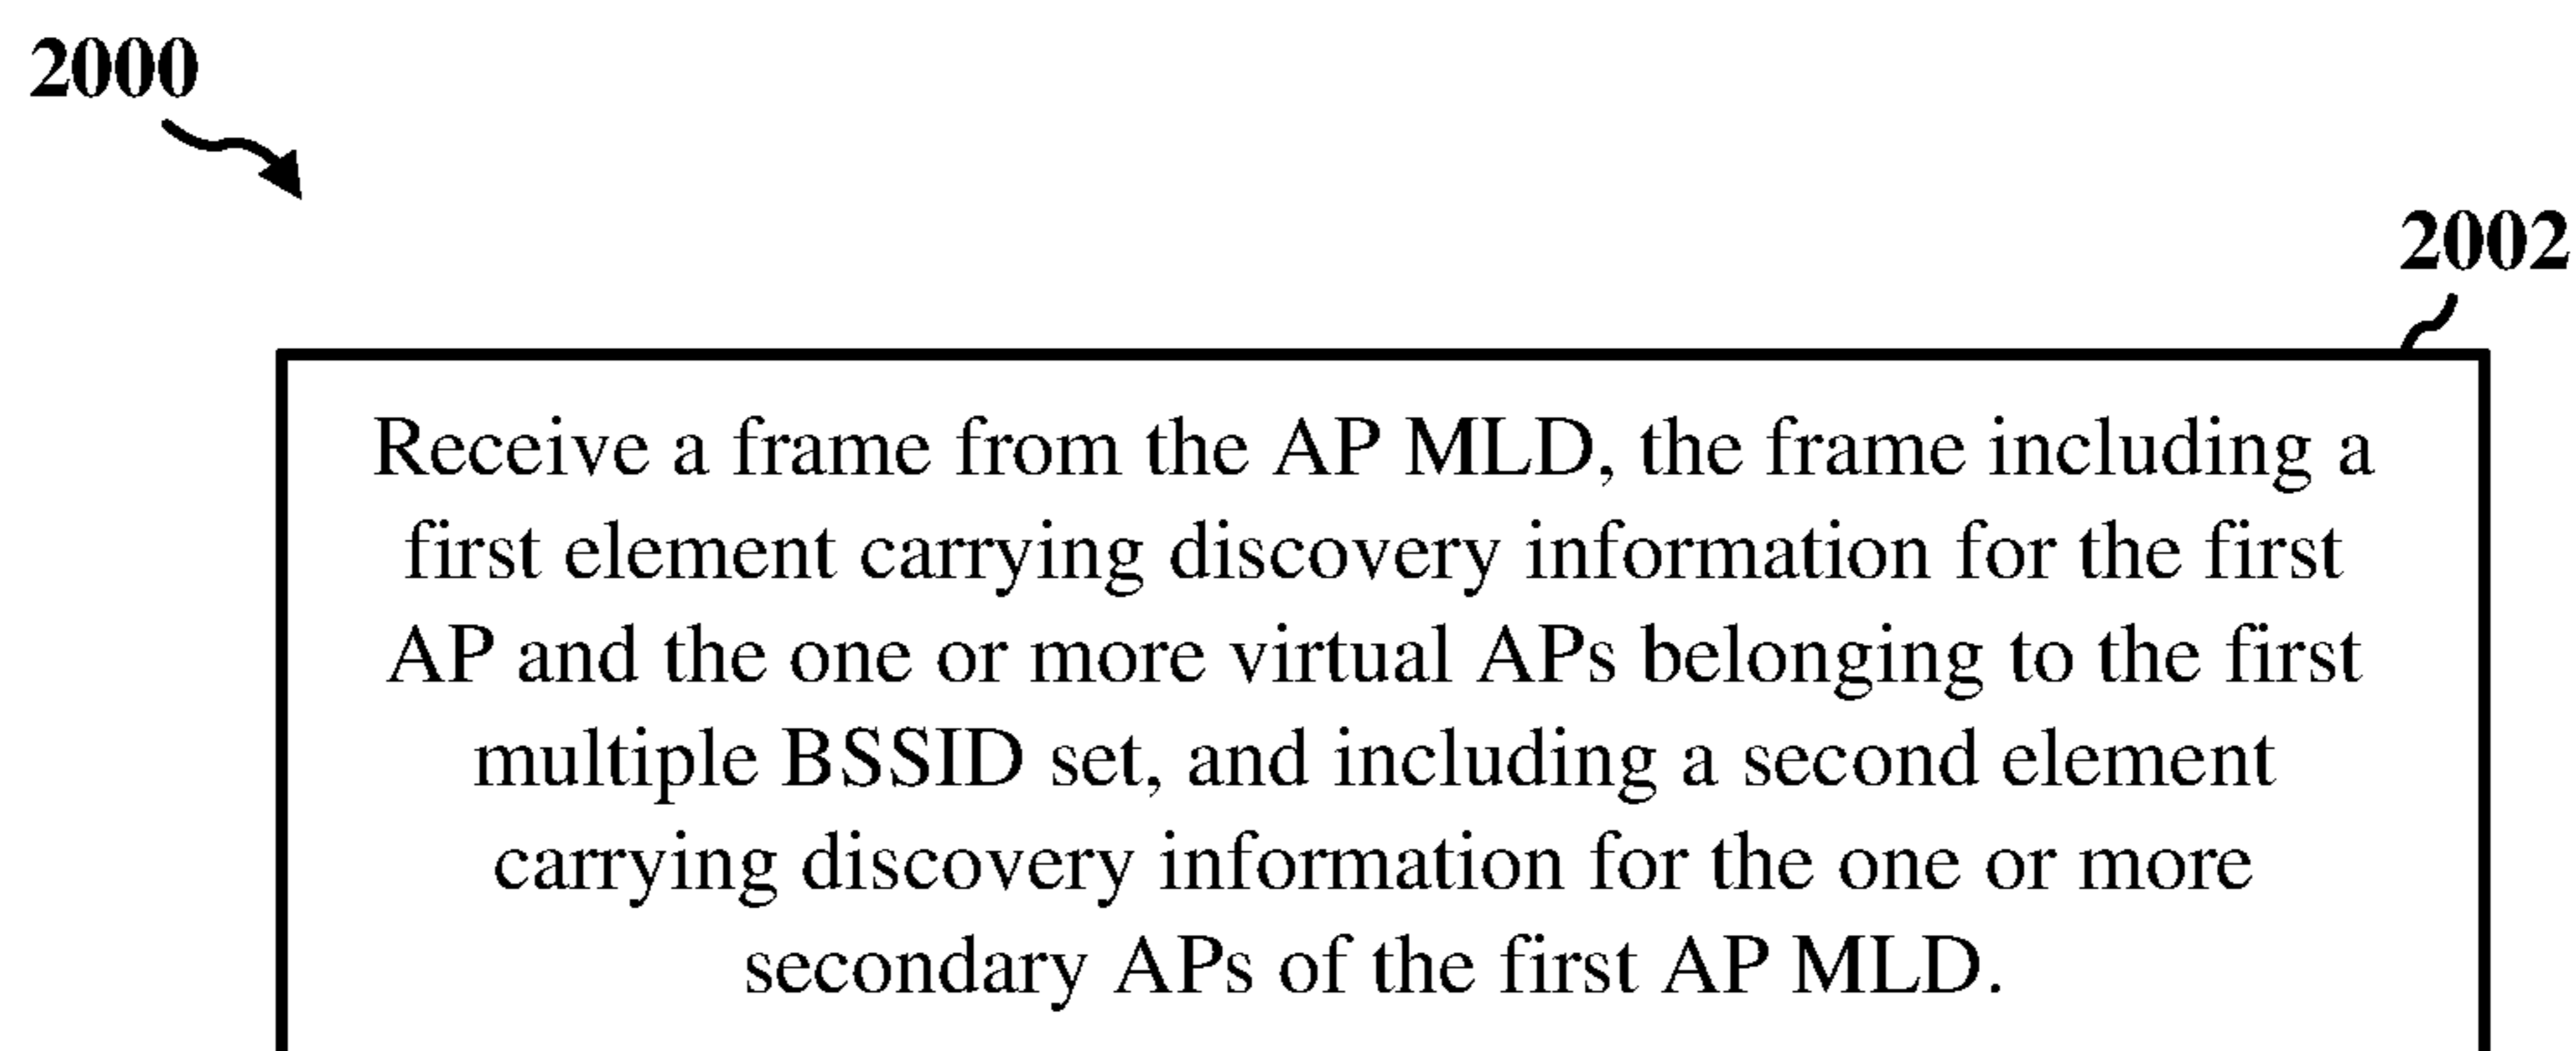 2000
2002
Receive a frame from the AP MLD, the frame including a
first element carrying discovery information for the first
AP and the one or more virtual APs belonging to the first
multiple BSSID set, and including a second element
carrying discovery information for the one or more
secondary APs of the first AP MLD.